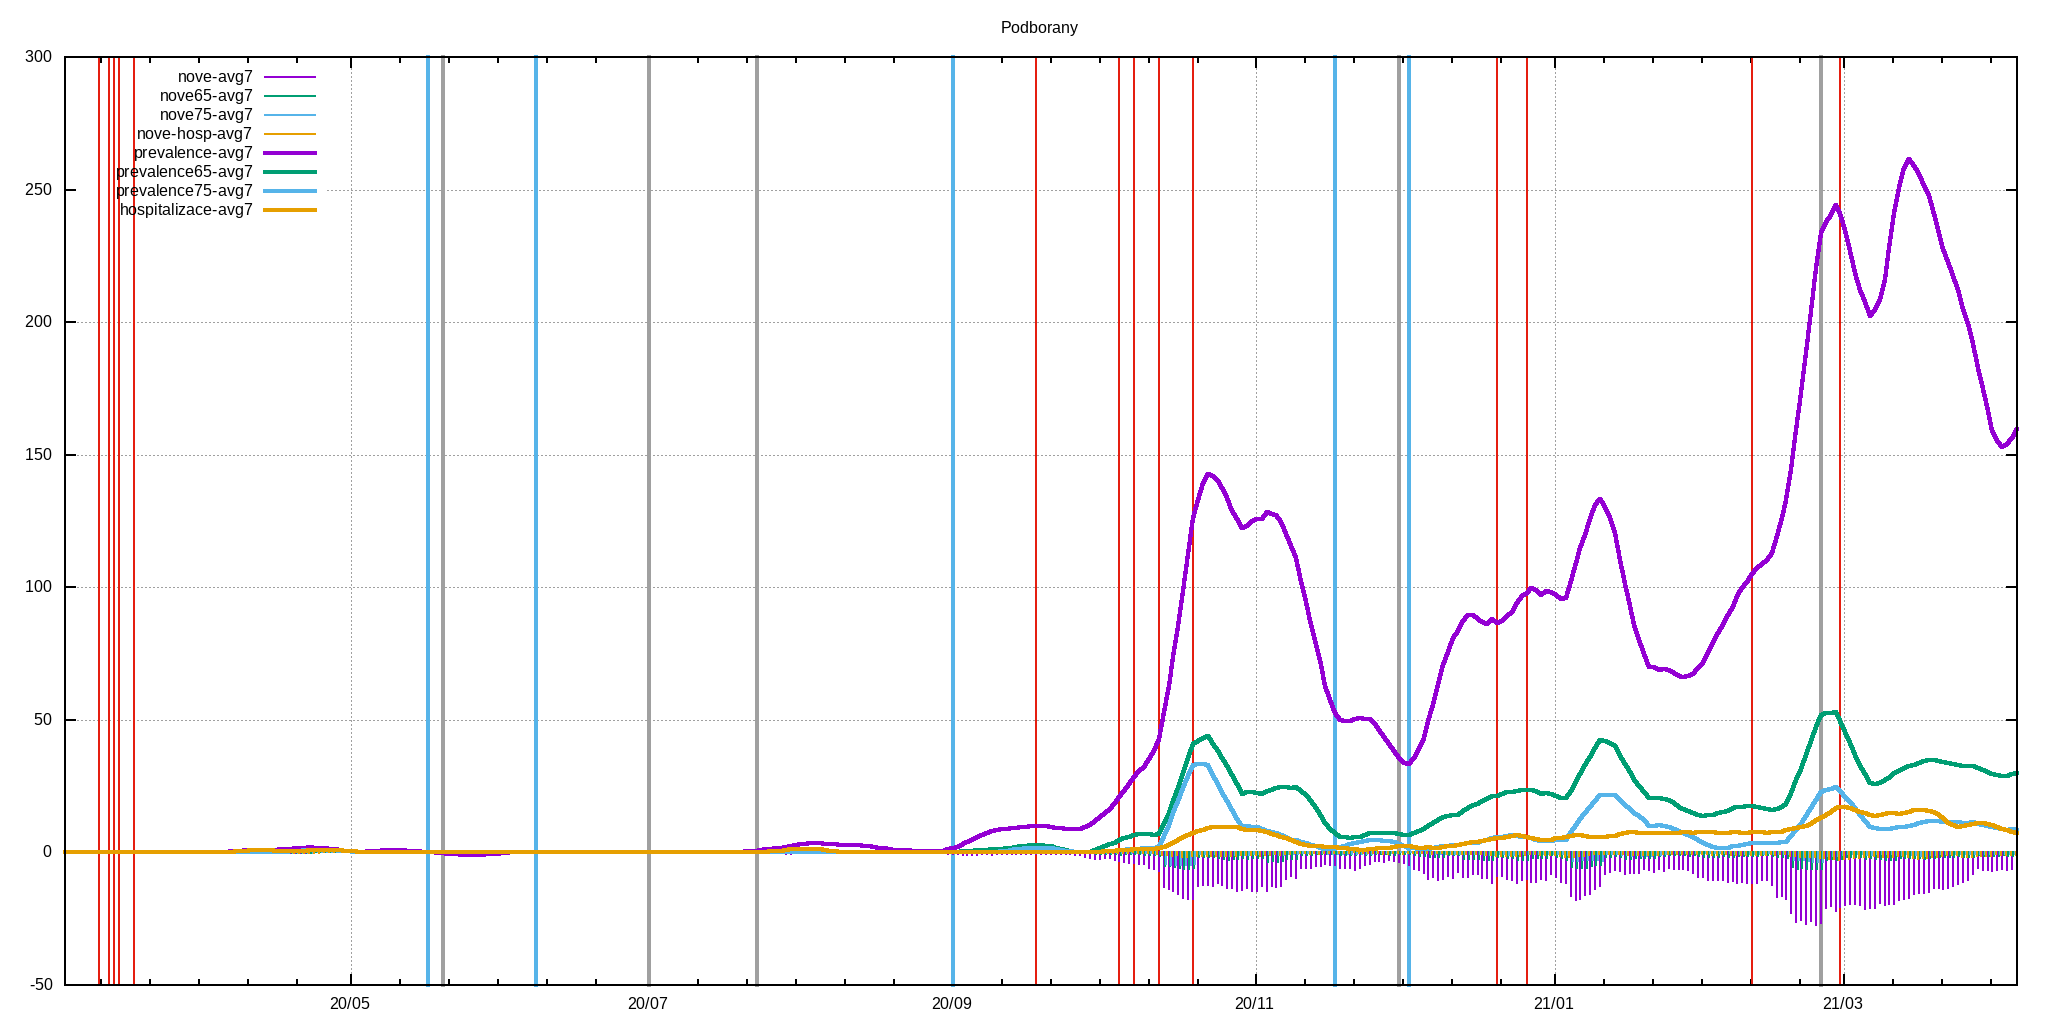 Podborany
300
nove-avg7
nove65-avg7
nove75-avg7
nove-hosp-avg7
prevalence-avg7
prevalence65-avg7
prevalence75-avg7
hospitalizace-avg7
250
200
150
100
50
0
-50
20/05 20/07 20/09 20/11 21/01 21/03